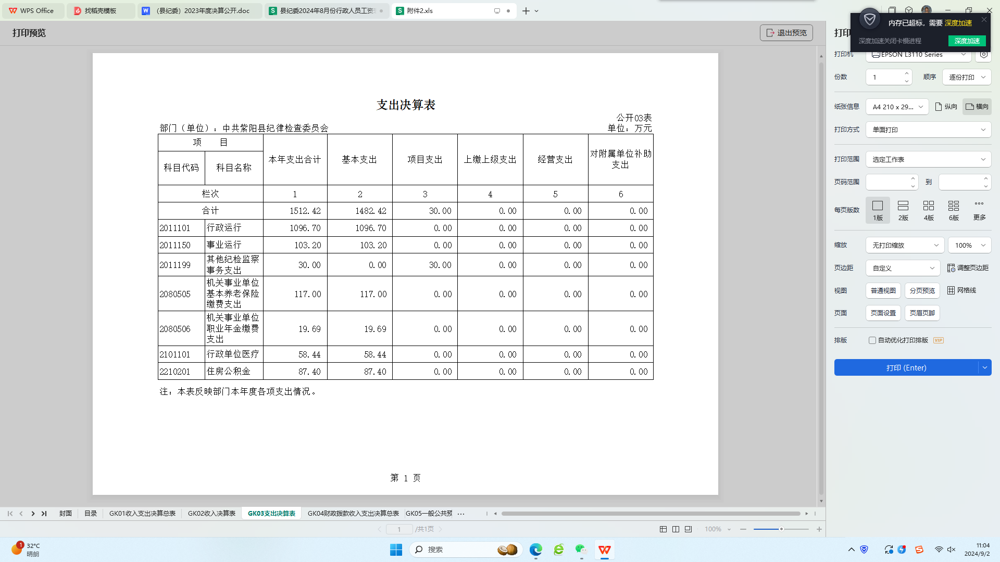 WPS Office
找稻壳模板
（县纪委）2023年度决算公开.doc
县纪委2024年8月份行政人员工资
附件2.xls
内存已超标，需要 深度加速
深度加速关闭卡慢进程
深度加速
打印预览
退出预览
打印机
EPSON L3110 Series
份数
1
顺序
逐份打印
纸张信息
A4 210 x 29...
纵向
横向
打印方式
单面打印
打印范围
选定工作表
页码范围
到
每页版数
1版
2版
4版
6版
更多
缩放
无打印缩放
100%
页边距
自定义
调整页边距
视图
普通视图
分页预览
网格线
页面
页面设置
页眉页脚
排版
自动优化打印排版
VIP
打印 (Enter)
支出决算表
公开03表
部门（单位）：中共紫阳县纪律检查委员会
单位：万元
项 目
本年支出合计
基本支出
项目支出
上缴上级支出
经营支出
对附属单位补助
支出
科目代码
科目名称
栏次 1 2 3 4 5 6
合计 1512.42 1482.42 30.00 0.00 0.00 0.00
2011101 行政运行 1096.70 1096.70 0.00 0.00 0.00 0.00
2011150 事业运行 103.20 103.20 0.00 0.00 0.00 0.00
2011199 其他纪检监察
事务支出 30.00 0.00 30.00 0.00 0.00 0.00
2080505 机关事业单位
基本养老保险
缴费支出 117.00 117.00 0.00 0.00 0.00 0.00
2080506 机关事业单位
职业年金缴费
支出 19.69 19.69 0.00 0.00 0.00 0.00
2101101 行政单位医疗 58.44 58.44 0.00 0.00 0.00 0.00
2210201 住房公积金 87.40 87.40 0.00 0.00 0.00 0.00
注：本表反映部门本年度各项支出情况。
第 1 页
封面
目录
GK01收入支出决算总表
GK02收入决算表
GK03支出决算表
GK04财政拨款收入支出决算总表
GK05一般公共预
···
1
/共1页
100%
1
32°C
晴朗
搜索
11:04
2024/9/2